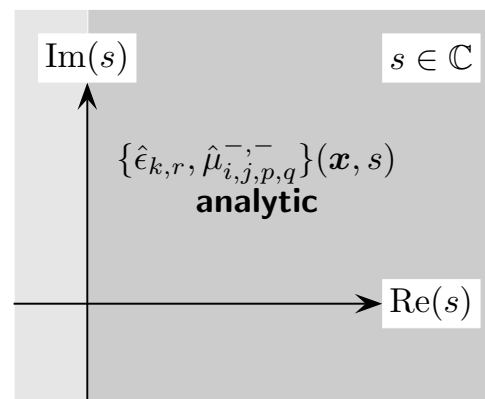 Im(s)
s ∈ ℂ
{ε̂_{k,r}, μ̂^{−,−}_{i,j,p,q}}(𝒙, s)
analytic
Re(s)